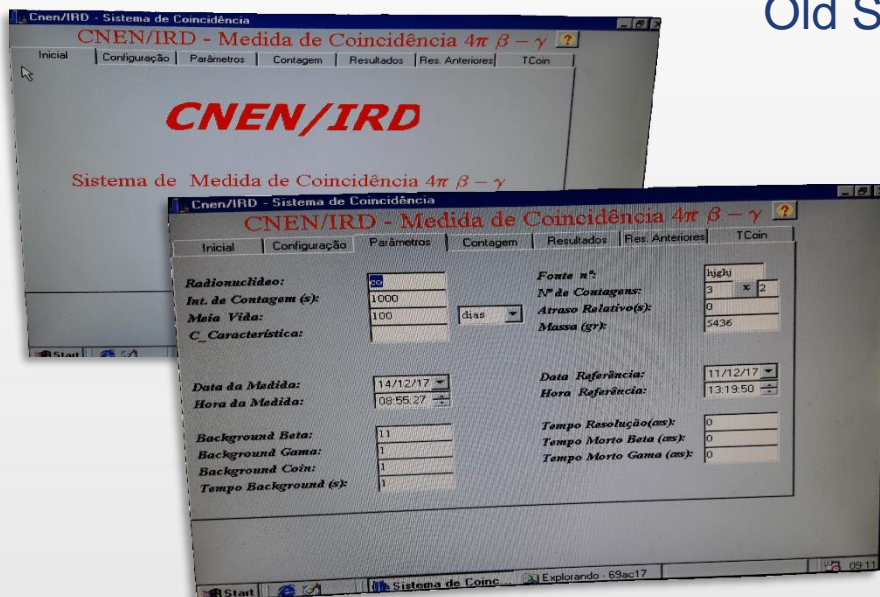 Old S
Cnen/IRD - Sistema de Coincidência
CNEN/IRD - Medida de Coincidência 4π β − γ ?
Inicial Configuração Parâmetros Contagem Resultados Res. Anteriores TCoin
CNEN/IRD
Sistema de Medida de Coincidência 4π β − γ
Start
Cnen/IRD - Sistema de Coincidência
CNEN/IRD - Medida de Coincidência 4π β − γ ?
Inicial Configuração Parâmetros Contagem Resultados Res. Anteriores TCoin
Radionuclideo: co
Int. de Contagem (s): 1000
Meia Vida: 100 dias
C_Característica:
Fonte nº: hjghj
Nº de Contagens: 3 x 2
Atraso Relativo(s): 0
Massa (gr): 5436
Data da Medida: 14/12/17
Hora da Medida: 08:55:27
Data Referência: 11/12/17
Hora Referência: 13:19:50
Background Beta: 11
Background Gama: 1
Background Coin: 1
Tempo Background (s): 1
Tempo Resolução(æs): 0
Tempo Morto Beta (æs): 0
Tempo Morto Gama (æs): 0
Start Sistema de Coinc... Explorando - 69ac17 09:11